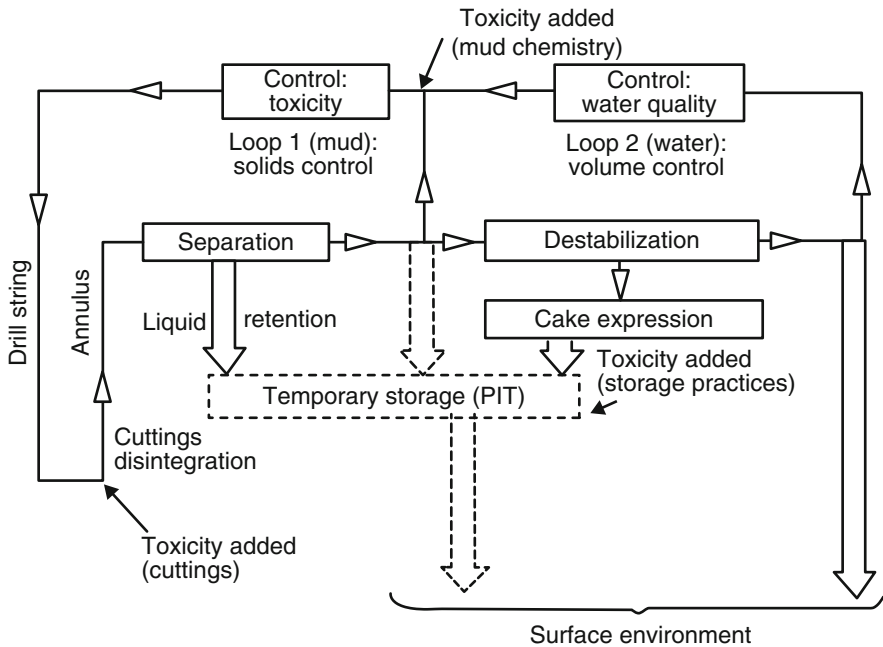 Toxicity added
(mud chemistry)
Control:
toxicity
Control:
water quality
Loop 1 (mud):
solids control
Loop 2 (water):
volume control
Separation
Destabilization
Drill string
Annulus
Liquid retention
Cake expression
Toxicity added
(storage practices)
Temporary storage (PIT)
Cuttings
disintegration
Toxicity added
(cuttings)
Surface environment